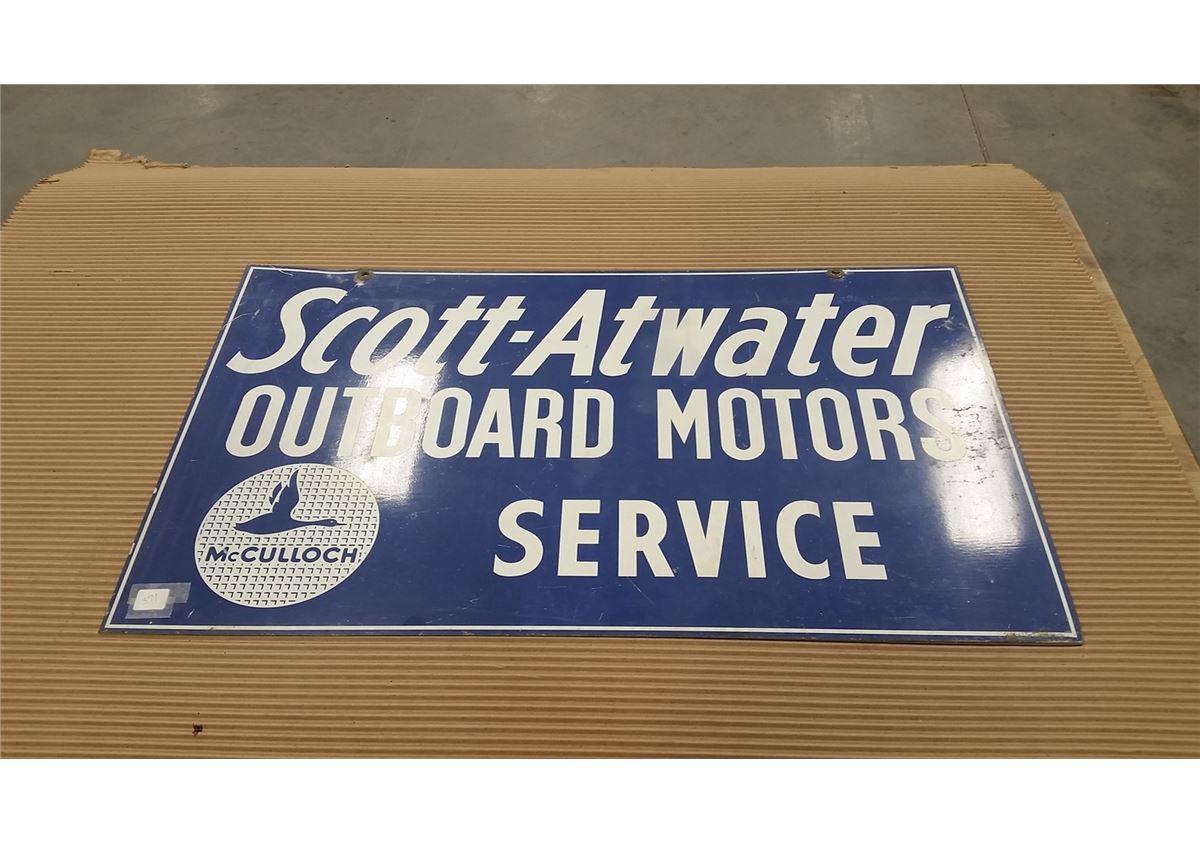 Scott-Atwater
OUTBOARD MOTORS
SERVICE
McCULLOCH